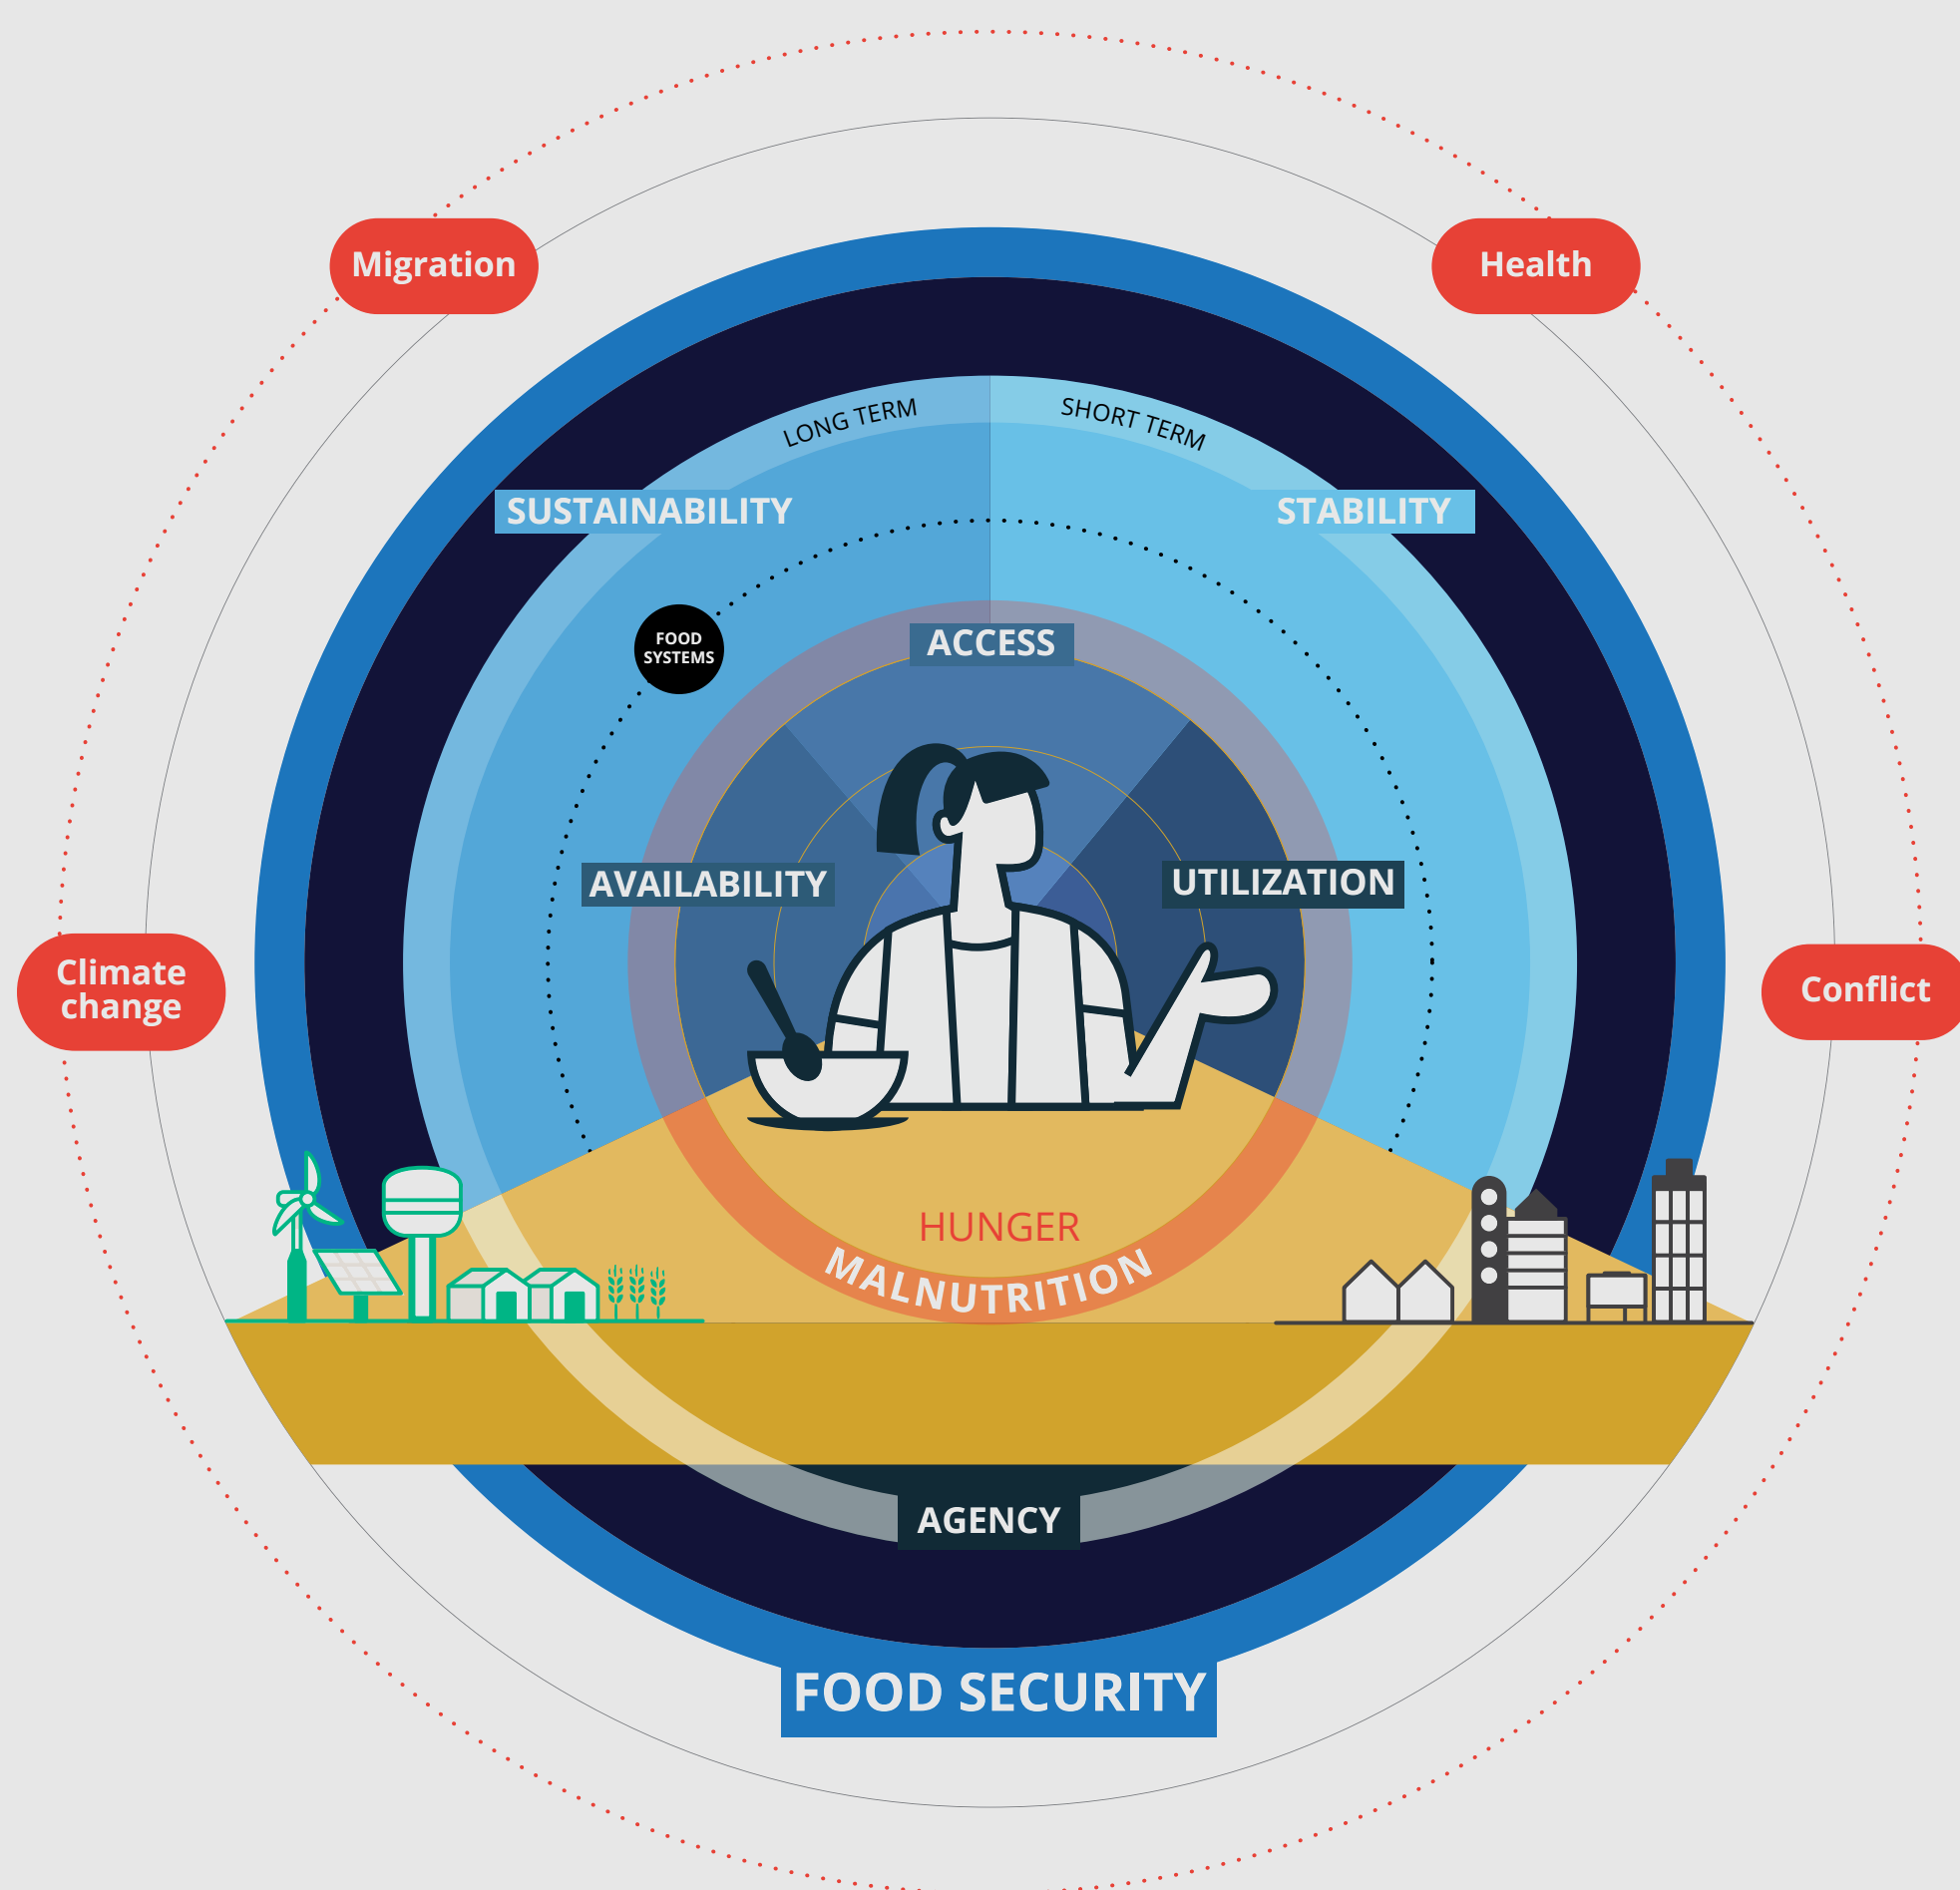 Migration
Health
LONG TERM
SHORT TERM
SUSTAINABILITY
STABILITY
FOOD
SYSTEMS
ACCESS
AVAILABILITY
UTILIZATION
Climate
change
Conflict
HUNGER
MALNUTRITION
AGENCY
FOOD SECURITY